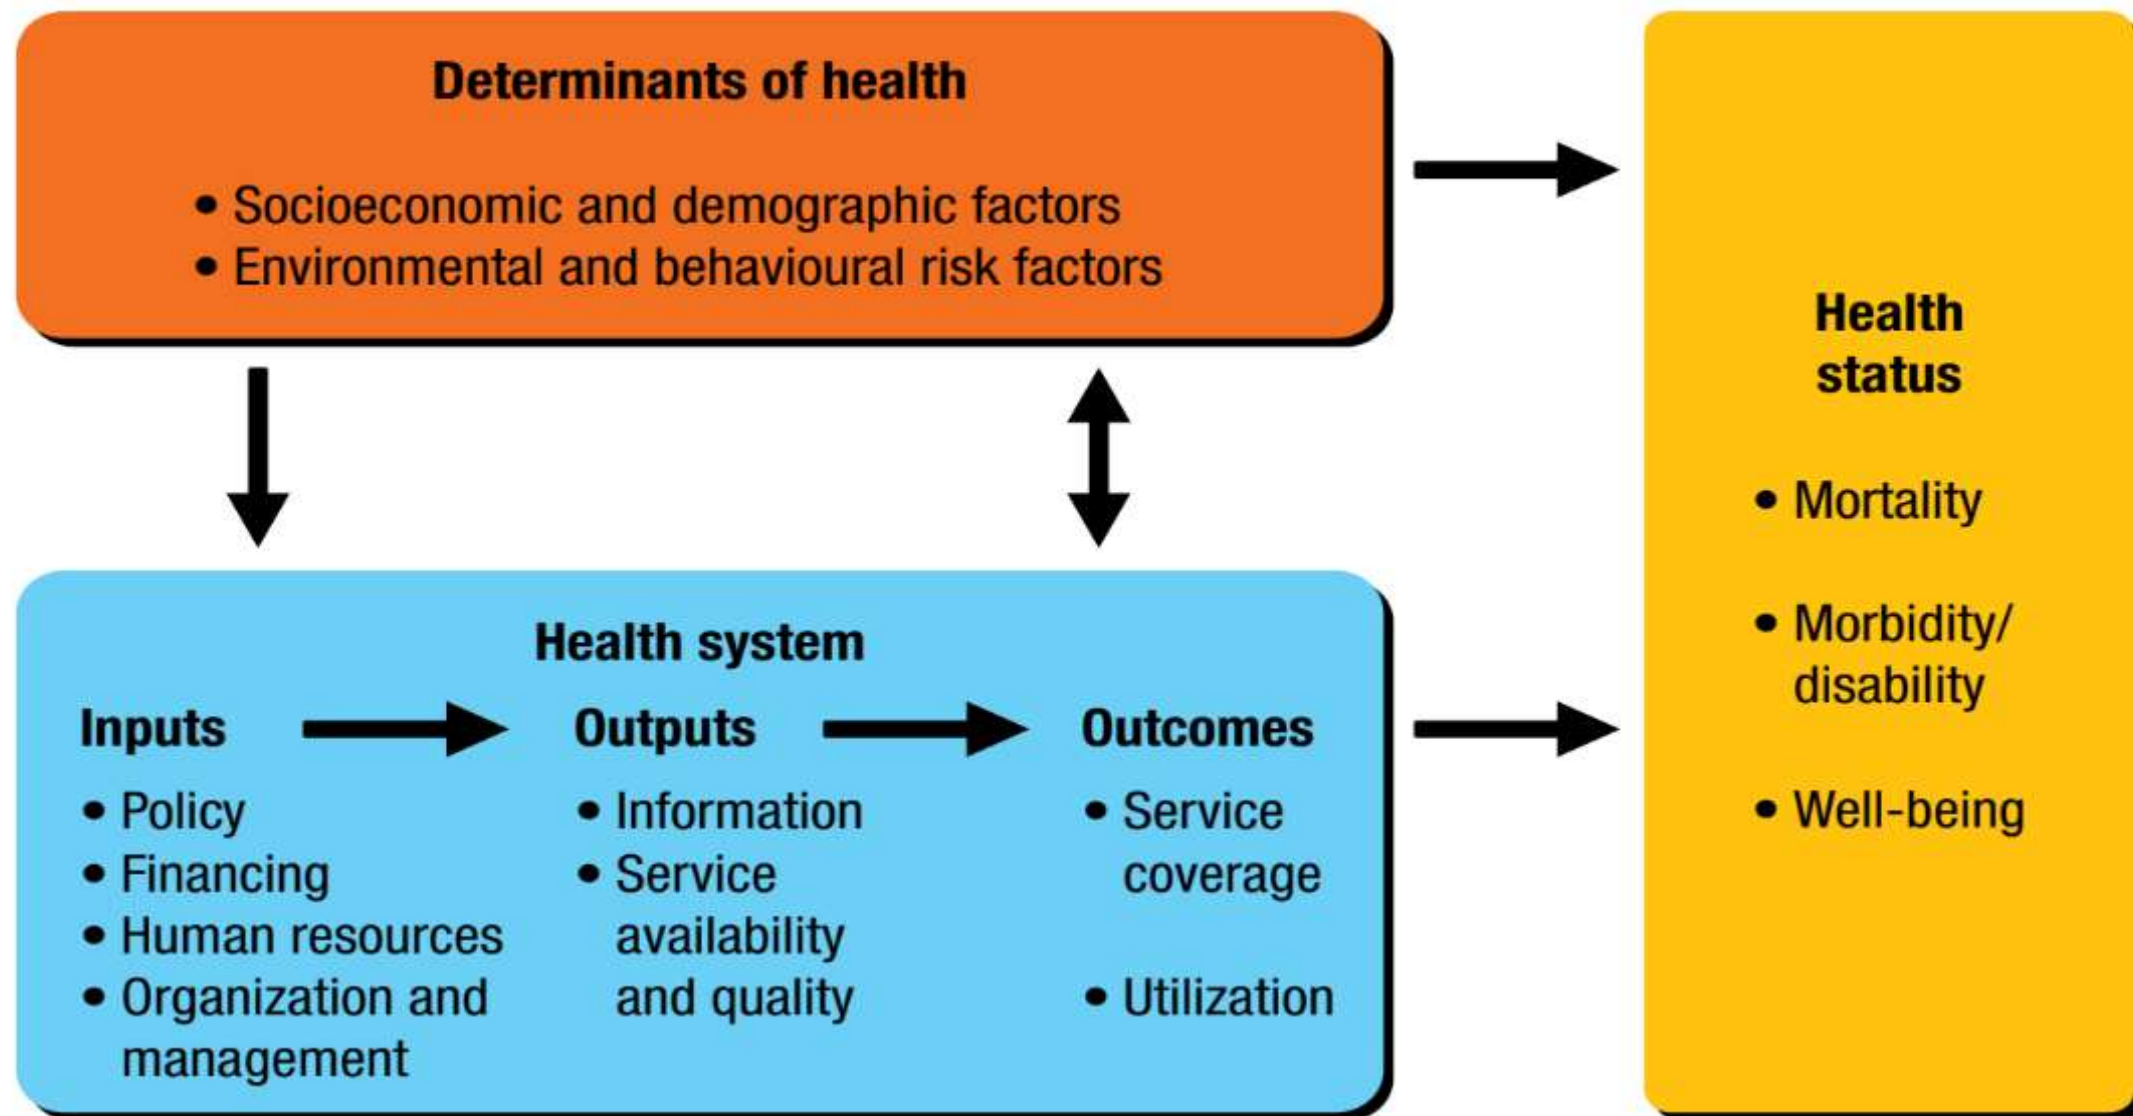 Determinants of health
• Socioeconomic and demographic factors
• Environmental and behavioural risk factors
Health system
Inputs
• Policy
• Financing
• Human resources
• Organization and
management
Outputs
• Information
• Service
availability
and quality
Outcomes
• Service
coverage
• Utilization
Health
status
• Mortality
• Morbidity/
disability
• Well-being